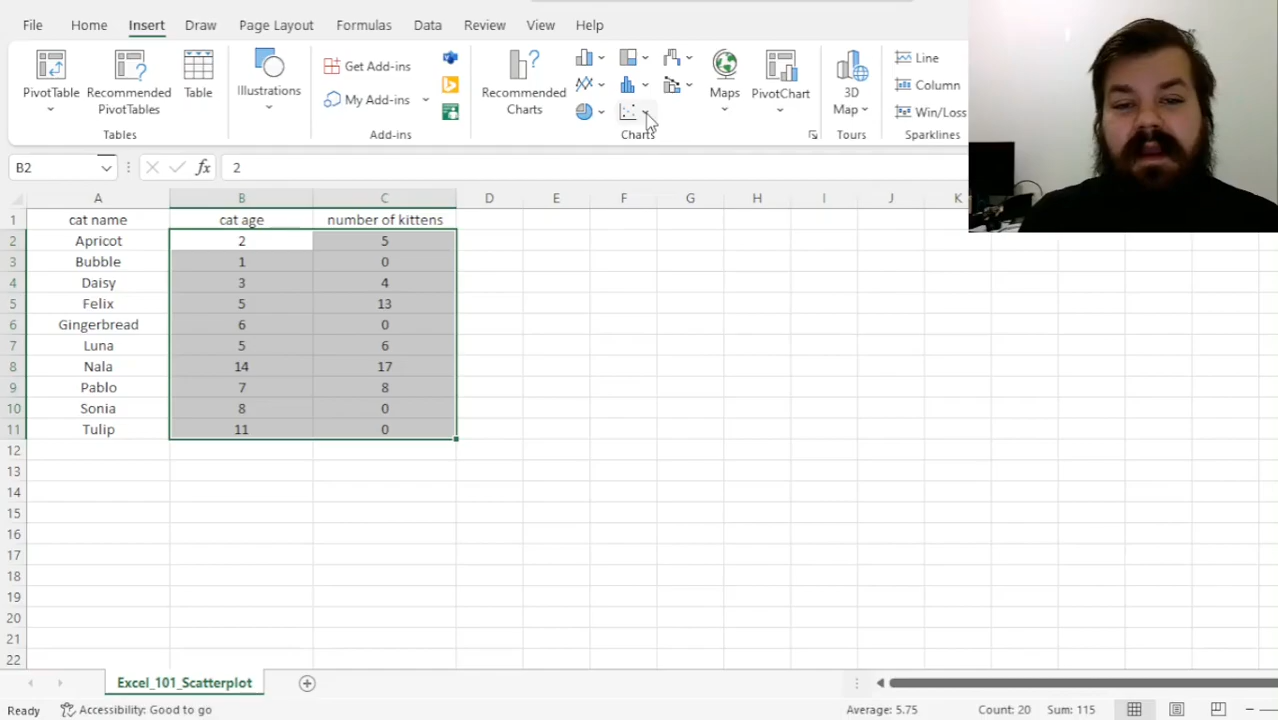 File Home Insert Draw Page Layout Formulas Data Review View Help
PivotTable
Recommended
PivotTables
Table
Tables
Illustrations
Get Add-ins
My Add-ins
Add-ins
Recommended
Charts
Maps
PivotChart
Charts
3D
Map
Tours
Line
Column
Win/Loss
Sparklines
B2 fx 2
A B C D E F G H I J K
1 cat name cat age number of kittens
2 Apricot 2 5
3 Bubble 1 0
4 Daisy 3 4
5 Felix 5 13
6 Gingerbread 6 0
7 Luna 5 6
8 Nala 14 17
9 Pablo 7 8
10 Sonia 8 0
11 Tulip 11 0
12
13
14
15
16
17
18
19
20
21
22
Excel_101_Scatterplot
Ready Accessibility: Good to go Average: 5.75 Count: 20 Sum: 115